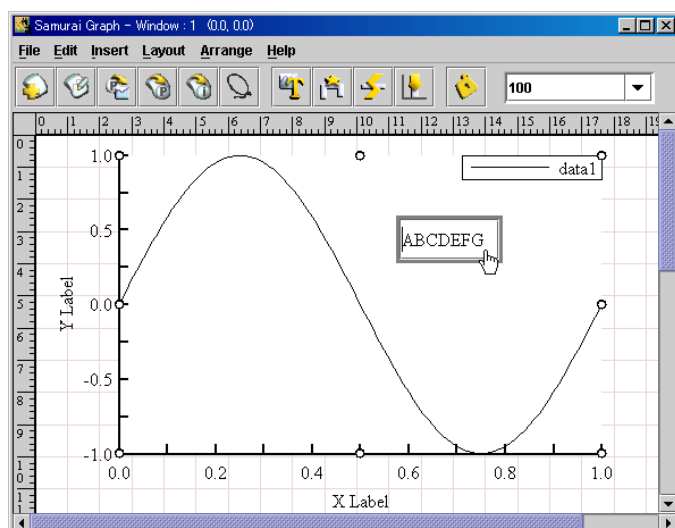 Samurai Graph - Window : 1 (0.0, 0.0)
File Edit Insert Layout Arrange Help
P T 100
0 1 2 3 4 5 6 7 8 9 10 11 12 13 14 15 16 17 18 19
0
1
2
3
4
5
6
7
8
9
10
11
1.0
0.5
0.0
-0.5
-1.0
Y Label
data1
ABCDEFG
0.0 0.2 0.4 0.6 0.8 1.0
X Label